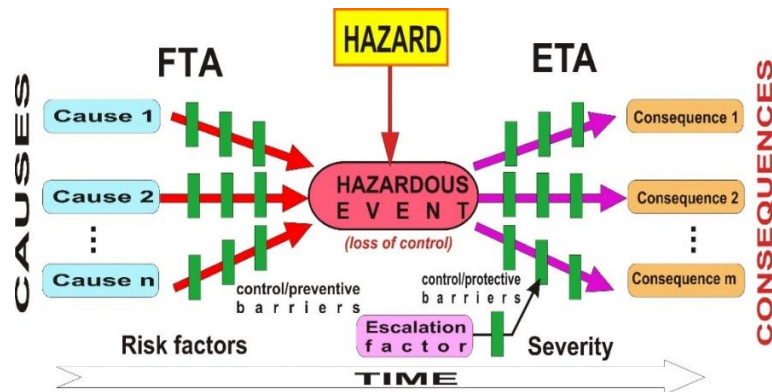 HAZARD
FTA
ETA
CAUSES
Cause 1
Cause 2
Cause n
HAZARDOUS
EVENT
(loss of control)
Consequence 1
Consequence 2
Consequence m
CONSEQUENCES
control/preventive
barriers
control/protective
barriers
Escalation
factor
Risk factors
Severity
TIME